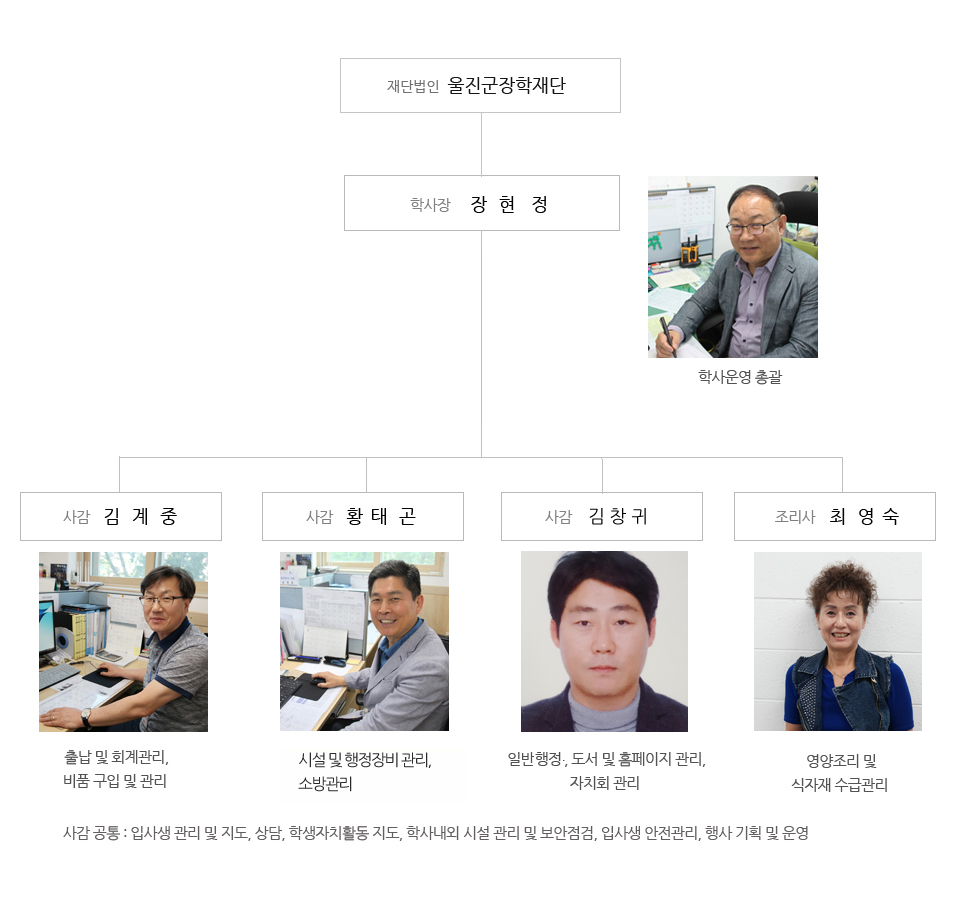 재단법인 울진군장학재단
학사장 장 현 정
학사운영 총괄
사감 김 계 중
사감 황 태 곤
사감 김 창 귀
조리사 최 영 숙
출납 및 회계관리,
비품 구입 및 관리
시설 및 행정장비 관리,
소방관리
일반행정·, 도서 및 홈페이지 관리,
자치회 관리
영양조리 및
식자재 수급관리
사감 공통 : 입사생 관리 및 지도, 상담, 학생자치활동 지도, 학사내외 시설 관리 및 보안점검, 입사생 안전관리, 행사 기획 및 운영